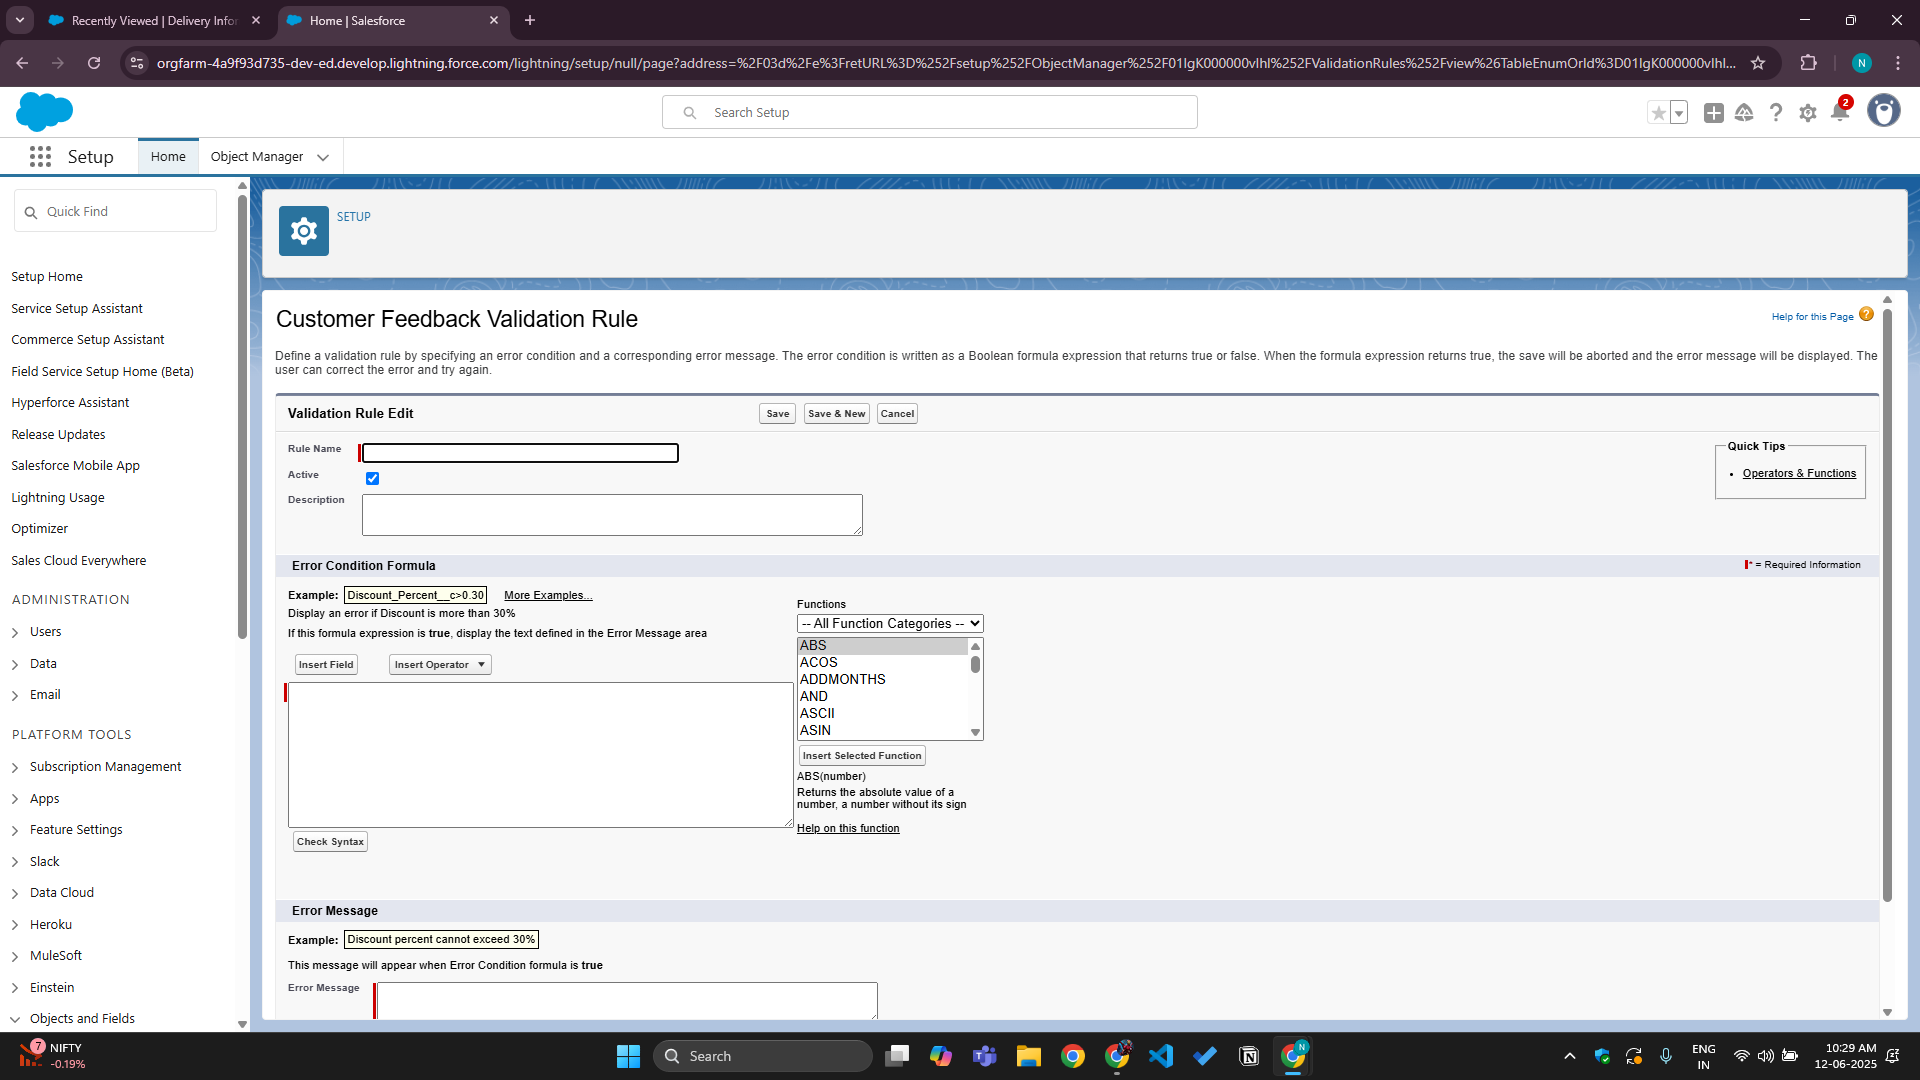 Recently Viewed | Delivery Infor
Home | Salesforce
orgfarm-4a9f93d735-dev-ed.develop.lightning.force.com/lightning/setup/null/page?address=%2F03d%2Fe%3FretURL%3D%252Fsetup%252FObjectManager%252F01IgK000000vIhl%252FValidationRules%252Fview%26TableEnumOrId%3D01IgK000000vIhl...
N
Search Setup
2
Setup
Home
Object Manager
Quick Find
Setup Home
Service Setup Assistant
Commerce Setup Assistant
Field Service Setup Home (Beta)
Hyperforce Assistant
Release Updates
Salesforce Mobile App
Lightning Usage
Optimizer
Sales Cloud Everywhere
ADMINISTRATION
Users
Data
Email
PLATFORM TOOLS
Subscription Management
Apps
Feature Settings
Slack
Data Cloud
Heroku
MuleSoft
Einstein
Objects and Fields
SETUP
Customer Feedback Validation Rule
Help for this Page ?
Define a validation rule by specifying an error condition and a corresponding error message. The error condition is written as a Boolean formula expression that returns true or false. When the formula expression returns true, the save will be aborted and the error message will be displayed. The
user can correct the error and try again.
Validation Rule Edit
Save
Save & New
Cancel
Rule Name
Active
Description
Quick Tips
• Operators & Functions
Error Condition Formula
* = Required Information
Example: Discount_Percent__c>0.30 More Examples...
Display an error if Discount is more than 30%
If this formula expression is true, display the text defined in the Error Message area
Insert Field
Insert Operator
Functions
-- All Function Categories --
ABS
ACOS
ADDMONTHS
AND
ASCII
ASIN
Insert Selected Function
ABS(number)
Returns the absolute value of a
number, a number without its sign
Help on this function
Check Syntax
Error Message
Example: Discount percent cannot exceed 30%
This message will appear when Error Condition formula is true
Error Message
7
NIFTY
-0.19%
Search
N
ENG
IN
10:29 AM
12-06-2025